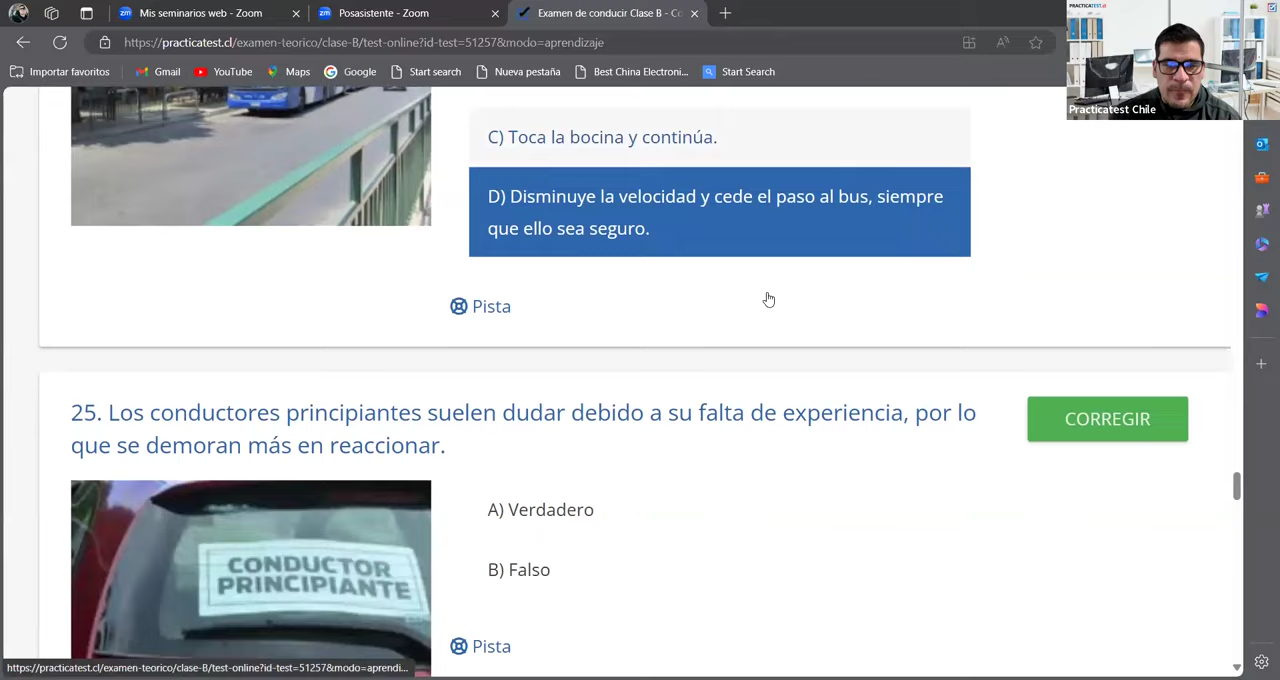 Mis seminarios web - Zoom
Posasistente - Zoom
Examen de conducir Clase B - Co
PRACTICATEST.cl
https://practicatest.cl/examen-teorico/clase-B/test-online?id-test=51257&modo=aprendizaje
Importar favoritos
Gmail
YouTube
Maps
Google
Start search
Nueva pestaña
Best China Electroni...
Start Search
Practicatest Chile
C) Toca la bocina y continúa.
D) Disminuye la velocidad y cede el paso al bus, siempre
que ello sea seguro.
Pista
25. Los conductores principiantes suelen dudar debido a su falta de experiencia, por lo
que se demoran más en reaccionar.
CORREGIR
CONDUCTOR
PRINCIPIANTE
A) Verdadero
B) Falso
Pista
https://practicatest.cl/examen-teorico/clase-B/test-online?id-test=51257&modo=aprendi...